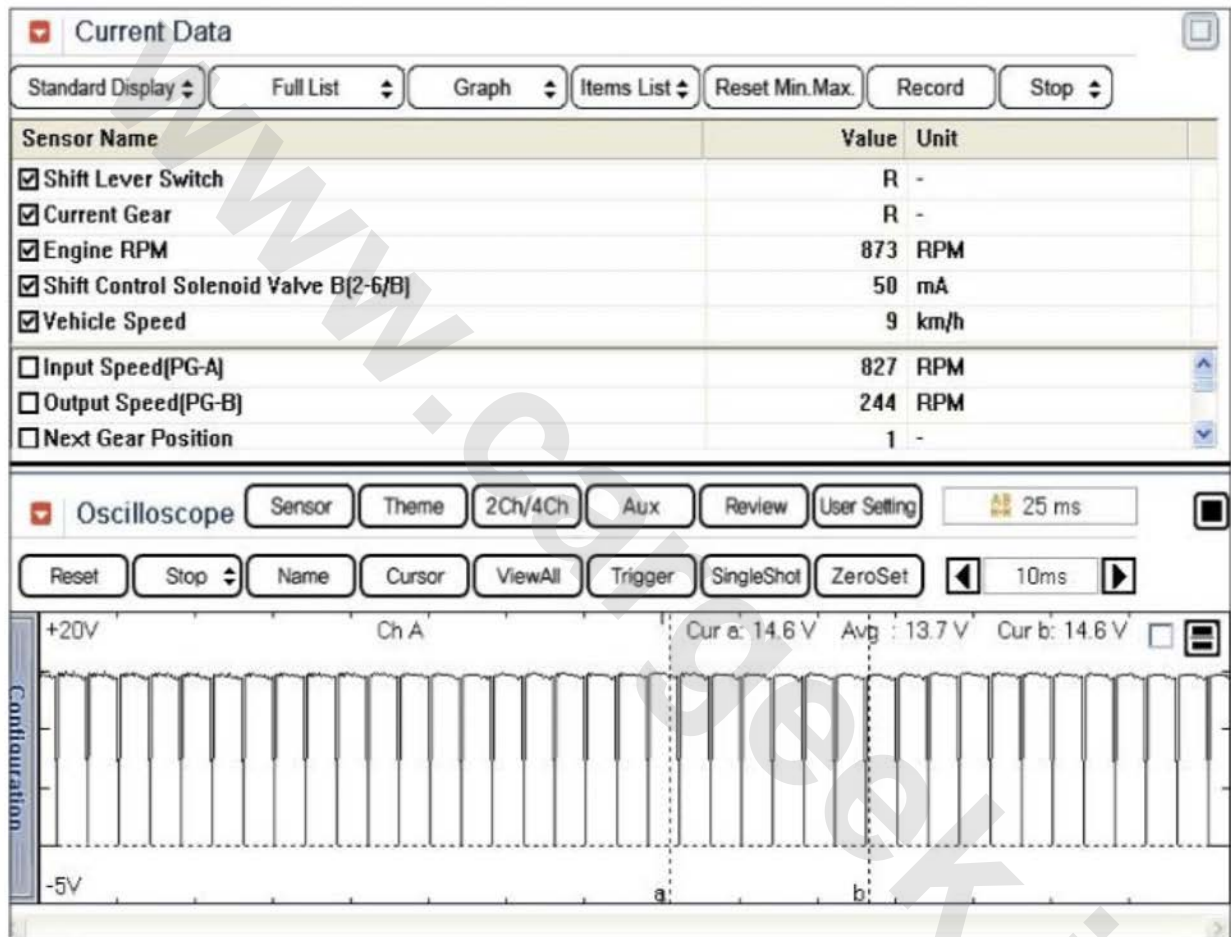 Current Data
Standard Display Full List Graph Items List Reset Min.Max. Record Stop
Sensor Name Value Unit
Shift Lever Switch R -
Current Gear R -
Engine RPM 873 RPM
Shift Control Solenoid Valve B(2-6/B) 50 mA
Vehicle Speed 9 km/h
Input Speed(PG-A) 827 RPM
Output Speed(PG-B) 244 RPM
Next Gear Position 1 -
Oscilloscope Sensor Theme 2Ch/4Ch Aux Review User Setting 25 ms
Reset Stop Name Cursor ViewAll Trigger SingleShot ZeroSet 10ms
+20V Ch A Cur a: 14.6 V Avg : 13.7 V Cur b: 14.6 V
Configuration
-5V a b
www.cargeek